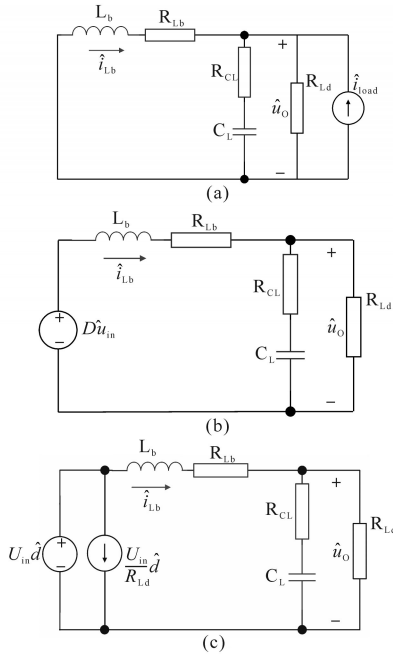 L_b R_Lb
î_Lb
R_CL
C_L
+
û_O
−
R_Ld
î_load
(a)
L_b R_Lb
î_Lb
+
−
Dû_in
R_CL
C_L
+
û_O
−
R_Ld
(b)
L_b R_Lb
î_Lb
U_in d̂
+
−
U_in/R_Ld d̂
R_CL
C_L
+
û_O
−
R_Ld
(c)